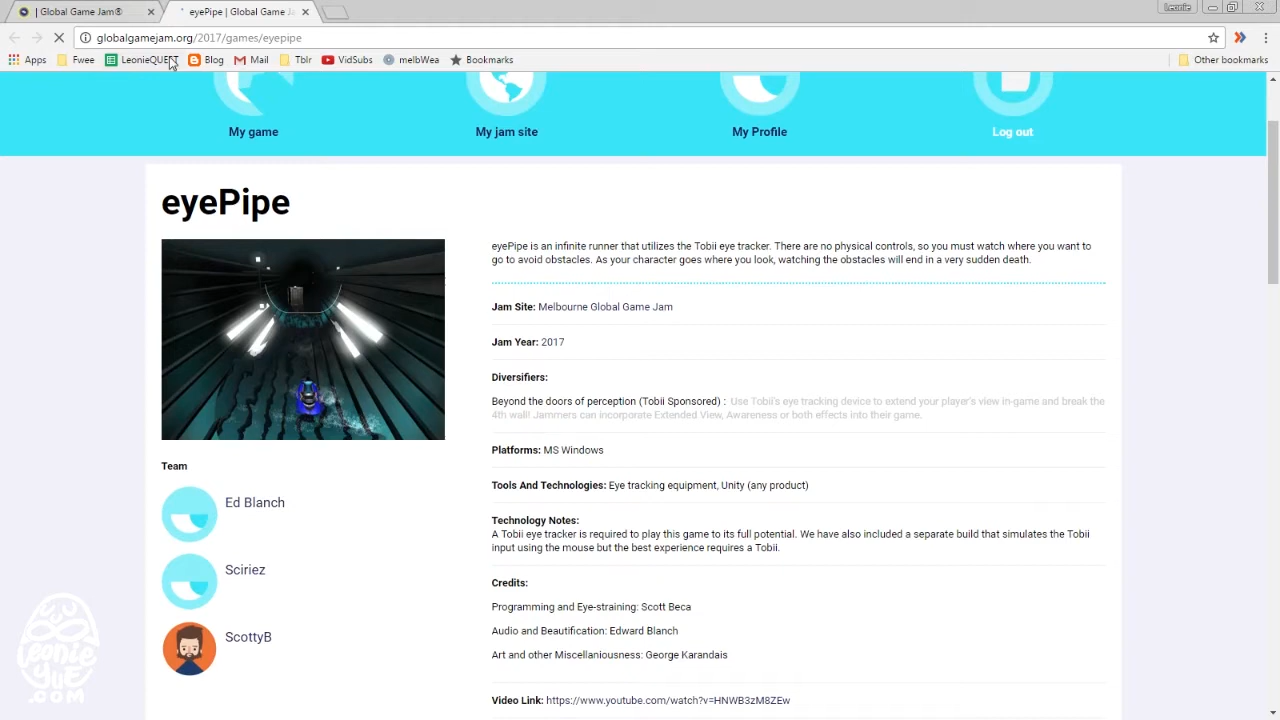 | Global Game Jam®
eyePipe | Global Game Ja
Leonie
globalgamejam.org/2017/games/eyepipe
Apps
Fwee
LeonieQUEST
Blog
Mail
Tblr
VidSubs
melbWea
Bookmarks
Other bookmarks
My game
My jam site
My Profile
Log out
eyePipe
eyePipe is an infinite runner that utilizes the Tobii eye tracker. There are no physical controls, so you must watch where you want to
go to avoid obstacles. As your character goes where you look, watching the obstacles will end in a very sudden death.
Jam Site: Melbourne Global Game Jam
Jam Year: 2017
Diversifiers:
Beyond the doors of perception (Tobii Sponsored) : Use Tobii's eye tracking device to extend your player's view in-game and break the
4th wall! Jammers can incorporate Extended View, Awareness or both effects into their game.
Platforms: MS Windows
Tools And Technologies: Eye tracking equipment, Unity (any product)
Technology Notes:
A Tobii eye tracker is required to play this game to its full potential. We have also included a separate build that simulates the Tobii
input using the mouse but the best experience requires a Tobii.
Credits:
Programming and Eye-straining: Scott Beca
Audio and Beautification: Edward Blanch
Art and other Miscellaniousness: George Karandais
Video Link: https://www.youtube.com/watch?v=HNWB3zM8ZEw
Team
Ed Blanch
Sciriez
ScottyB
Leonie
YUE
.COM